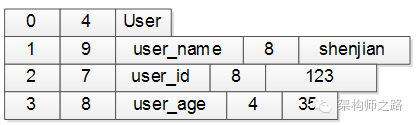 0 4 User
1 9 user_name 8 shenjian
2 7 user_id 8 123
3 8 user_age 4 35
架构师之路